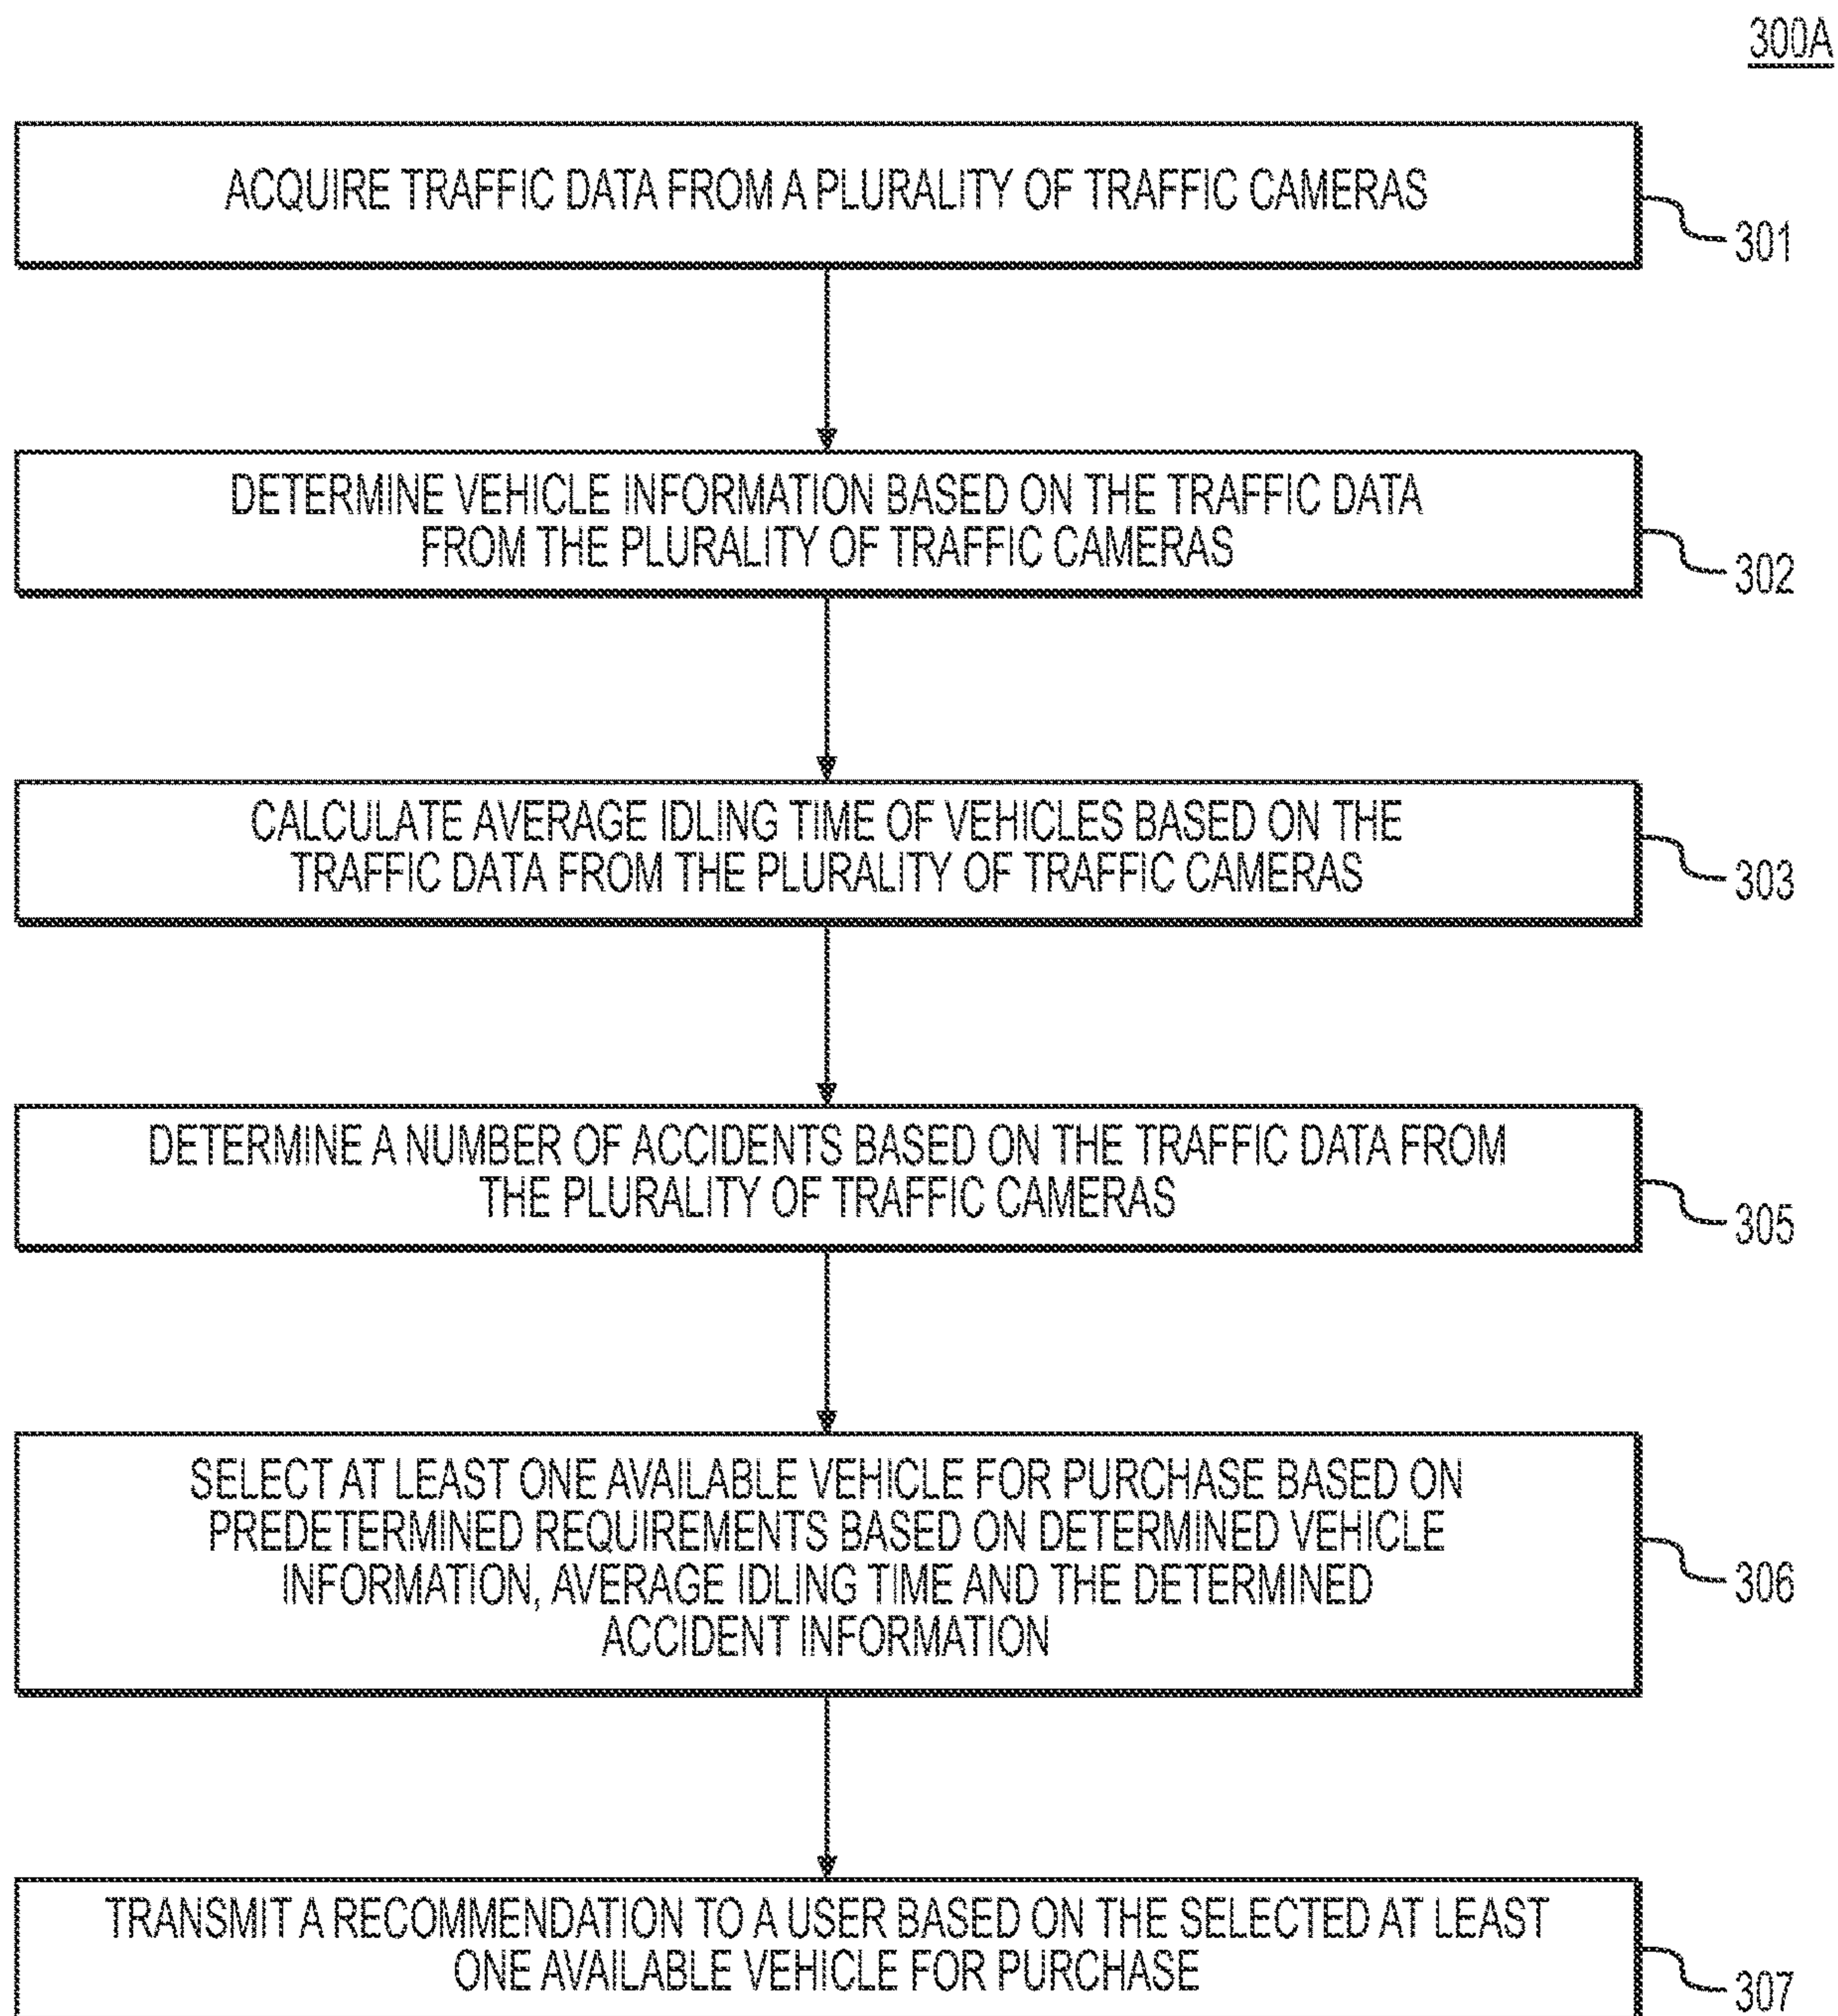 300A
ACQUIRE TRAFFIC DATA FROM A PLURALITY OF TRAFFIC CAMERAS
301
DETERMINE VEHICLE INFORMATION BASED ON THE TRAFFIC DATA
FROM THE PLURALITY OF TRAFFIC CAMERAS
302
CALCULATE AVERAGE IDLING TIME OF VEHICLES BASED ON THE
TRAFFIC DATA FROM THE PLURALITY OF TRAFFIC CAMERAS
303
DETERMINE A NUMBER OF ACCIDENTS BASED ON THE TRAFFIC DATA FROM
THE PLURALITY OF TRAFFIC CAMERAS
305
SELECT AT LEAST ONE AVAILABLE VEHICLE FOR PURCHASE BASED ON
PREDETERMINED REQUIREMENTS BASED ON DETERMINED VEHICLE
INFORMATION, AVERAGE IDLING TIME AND THE DETERMINED
ACCIDENT INFORMATION
306
TRANSMIT A RECOMMENDATION TO A USER BASED ON THE SELECTED AT LEAST
ONE AVAILABLE VEHICLE FOR PURCHASE
307